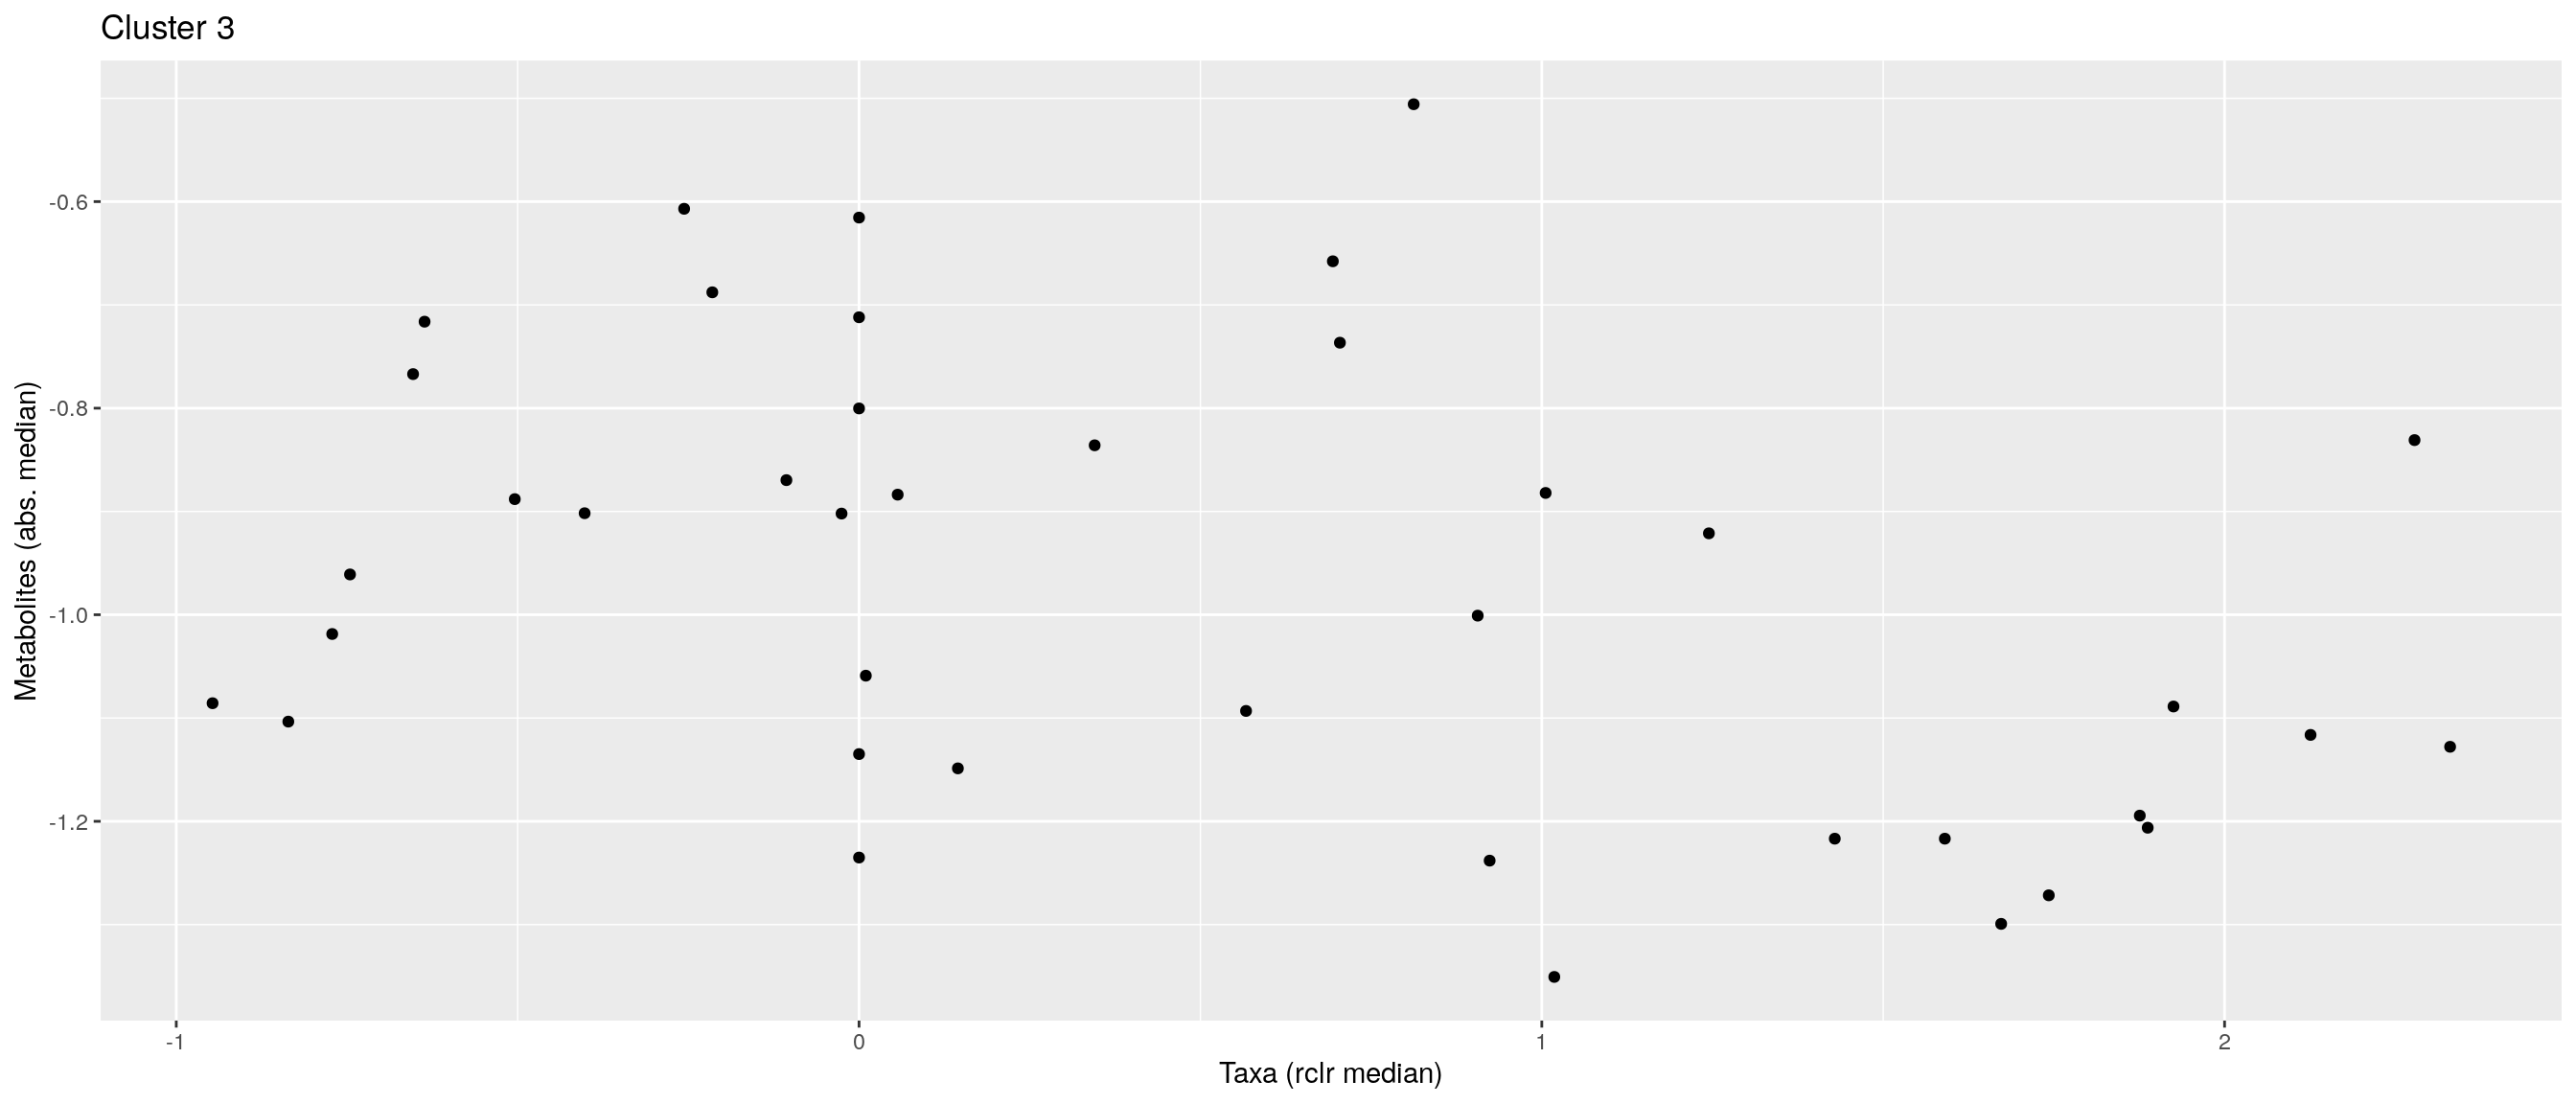 Cluster 3
-0.6
-0.8
-1.0
-1.2
Metabolites (abs. median)
-1
0
1
2
Taxa (rclr median)